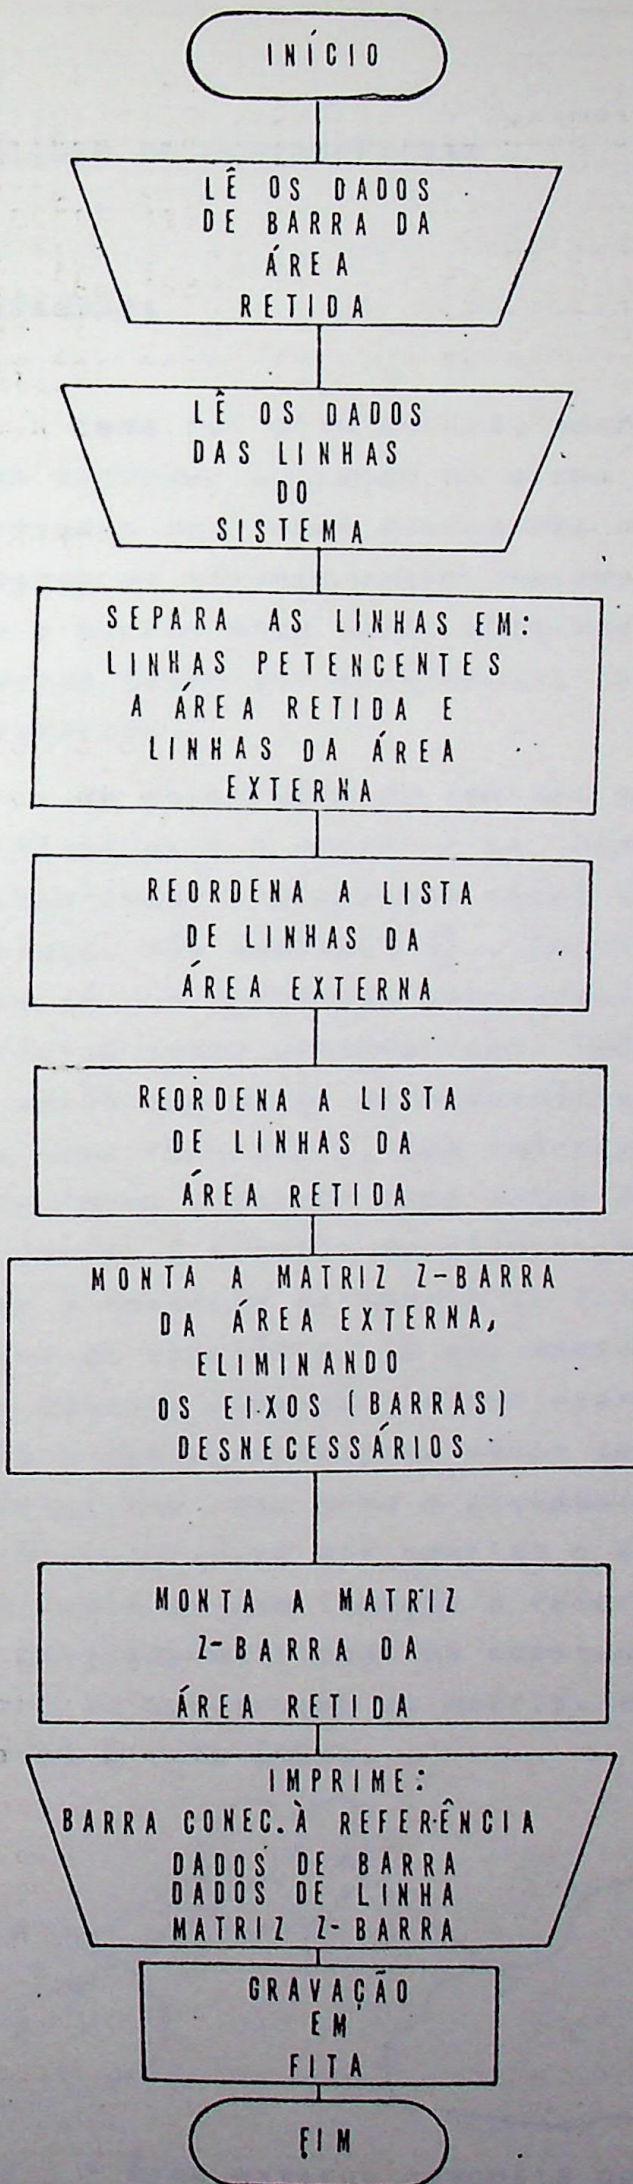 INÍCIO
LÊ OS DADOS
DE BARRA DA
ÁREA
RETIDA
LÊ OS DADOS
DAS LINHAS
DO
SISTEMA
SEPARA AS LINHAS EM:
LINHAS PETENCENTES
A ÁREA RETIDA E
LINHAS DA ÁREA
EXTERNA
REORDENA A LISTA
DE LINHAS DA
ÁREA EXTERNA
REORDENA A LISTA
DE LINHAS DA
ÁREA RETIDA
MONTA A MATRIZ Z-BARRA
DA ÁREA EXTERNA,
ELIMINANDO
OS EIXOS (BARRAS)
DESNECESSÁRIOS
MONTA A MATRIZ
Z-BARRA DA
ÁREA RETIDA
IMPRIME:
BARRA CONEC.À REFERÊNCIA
DADOS DE BARRA
DADOS DE LINHA
MATRIZ Z-BARRA
GRAVAÇÃO
EM
FITA
FIM